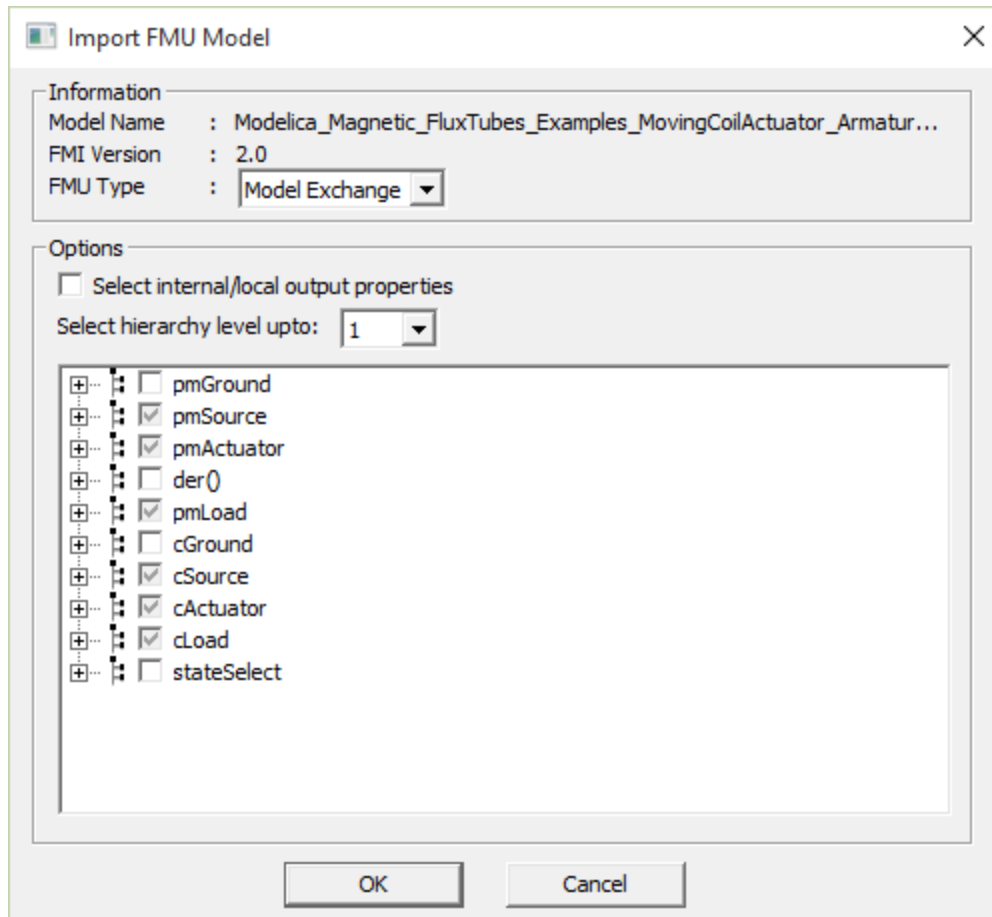 Import FMU Model
Information
Model Name : Modelica_Magnetic_FluxTubes_Examples_MovingCoilActuator_Armatur...
FMI Version : 2.0
FMU Type : Model Exchange
Options
Select internal/local output properties
Select hierarchy level upto: 1
pmGround
pmSource
pmActuator
der()
pmLoad
cGround
cSource
cActuator
cLoad
stateSelect
OK Cancel